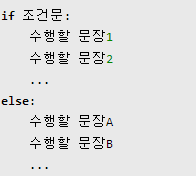 if 조건문:
    수행할 문장1
    수행할 문장2
    ...
else:
    수행할 문장A
    수행할 문장B
    ...